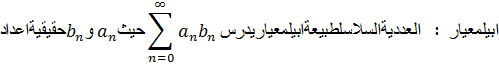 ابيلمعيار : العدديةالسلاسلطبيعةابيلمعياريدرس $\sum_{n=0}^{\infty} a_n b_n$ حيث $a_n$ و $b_n$ حقيقيةاعداد